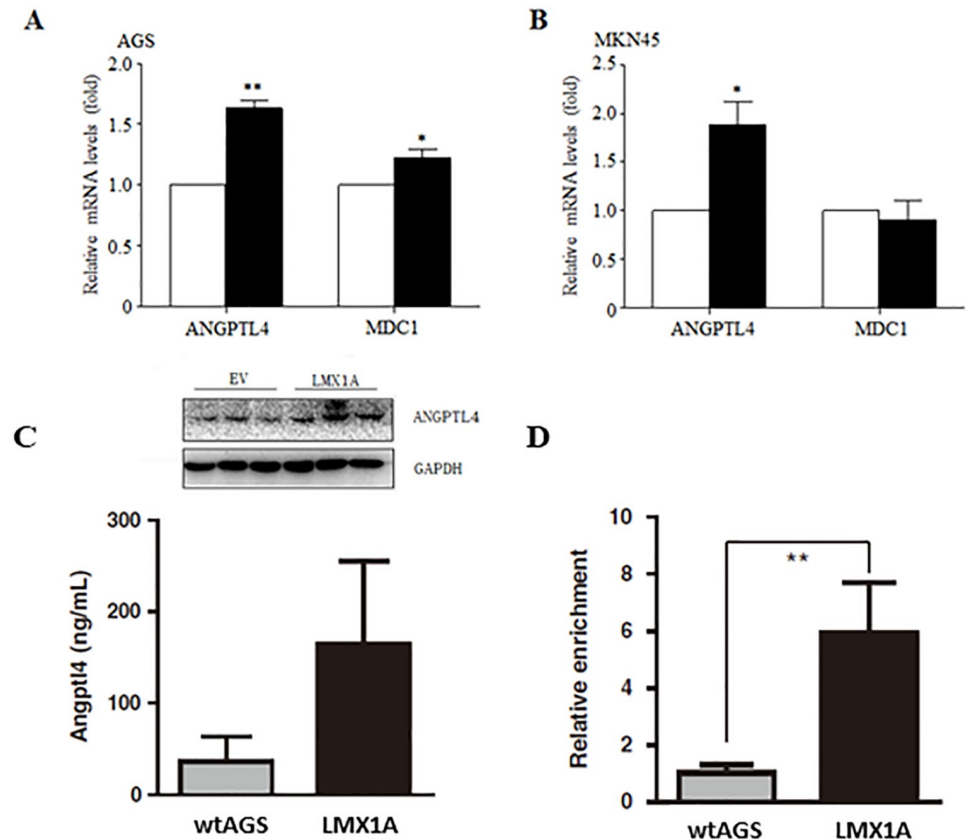 A
AGS
Relative mRNA levels (fold)
2.0
1.5
1.0
0.5
0
**
*
ANGPTL4
MDC1
B
MKN45
Relative mRNA levels (fold)
2.5
2.0
1.5
1.0
0.5
0
*
ANGPTL4
MDC1
C
EV
LMX1A
ANGPTL4
GAPDH
Angptl4 (ng/mL)
300
200
100
0
wtAGS
LMX1A
D
Relative enrichment
10
8
6
4
2
0
**
wtAGS
LMX1A